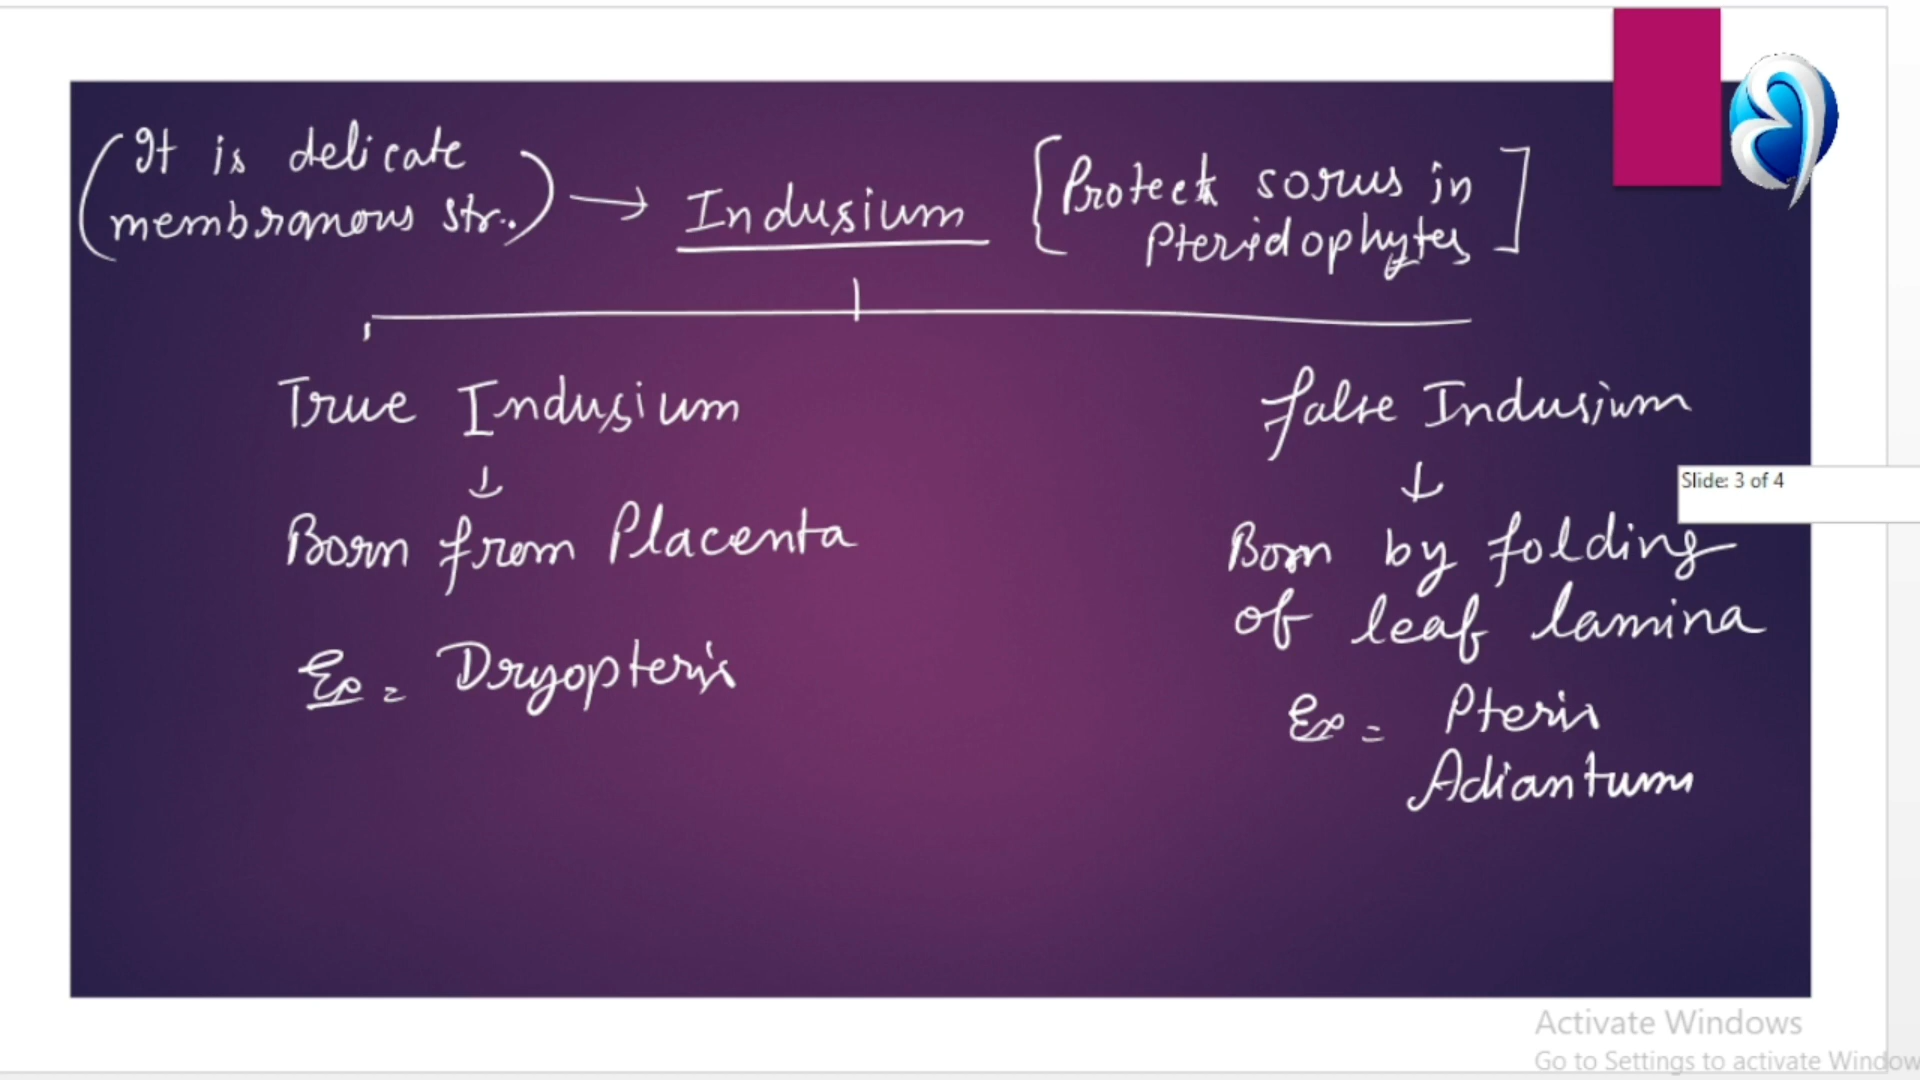 (It is delicate
membranous str..) → Indusium [Protect sorus in
Pteridophytes]
True Indusium
↓
Born from Placenta
Ex = Dryopteris
false Indusium
↓
Born by folding
of leaf lamina
Ex = Pteris
Adiantum
Slide: 3 of 4
Activate Windows
Go to Settings to activate Window